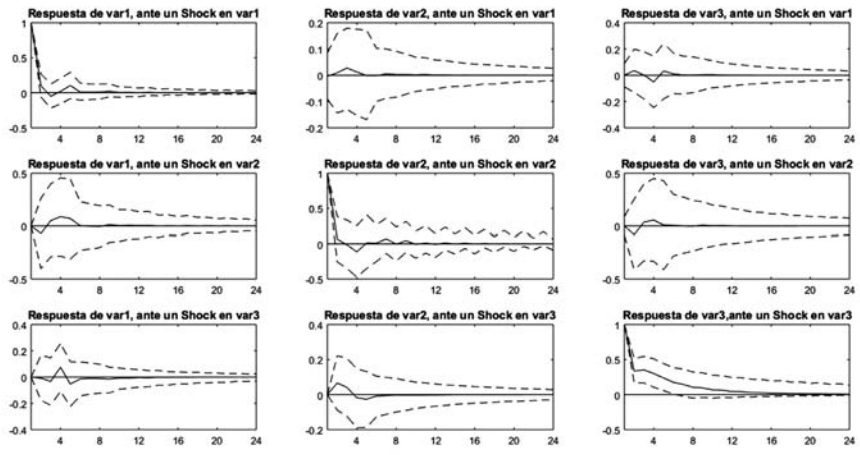 Respuesta de var1, ante un Shock en var1
1
0.5
0
-0.5
4 8 12 16 20 24
Respuesta de var2, ante un Shock en var1
0.2
0.1
0
-0.1
-0.2
4 8 12 16 20 24
Respuesta de var3, ante un Shock en var1
0.4
0.2
0
-0.2
-0.4
4 8 12 16 20 24
Respuesta de var1, ante un Shock en var2
0.5
0
-0.5
4 8 12 16 20 24
Respuesta de var2, ante un Shock en var2
1
0.5
0
-0.5
4 8 12 16 20 24
Respuesta de var3, ante un Shock en var2
0.5
0
-0.5
4 8 12 16 20 24
Respuesta de var1, ante un Shock en var3
0.4
0.2
0
-0.2
-0.4
4 8 12 16 20 24
Respuesta de var2, ante un Shock en var3
0.4
0.2
0
-0.2
4 8 12 16 20 24
Respuesta de var3,ante un Shock en var3
1
0.5
0
-0.5
4 8 12 16 20 24